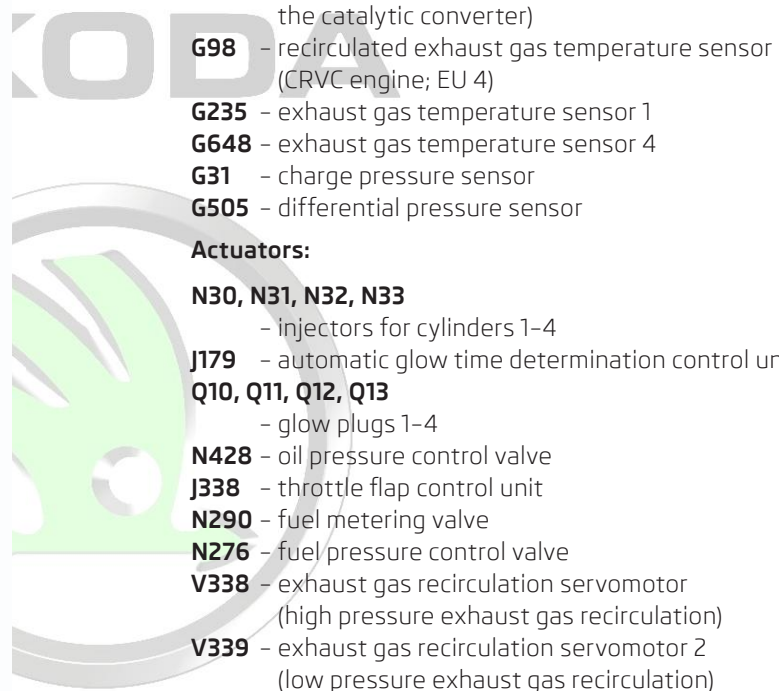 the catalytic converter)
G98 – recirculated exhaust gas temperature sensor
(CRVC engine; EU 4)
G235 – exhaust gas temperature sensor 1
G648 – exhaust gas temperature sensor 4
G31 – charge pressure sensor
G505 – differential pressure sensor
Actuators:
N30, N31, N32, N33
– injectors for cylinders 1–4
J179 – automatic glow time determination control
Q10, Q11, Q12, Q13
– glow plugs 1–4
N428 – oil pressure control valve
J338 – throttle flap control unit
N290 – fuel metering valve
N276 – fuel pressure control valve
V338 – exhaust gas recirculation servomotor
(high pressure exhaust gas recirculation)
V339 – exhaust gas recirculation servomotor 2
(low pressure exhaust gas recirculation)